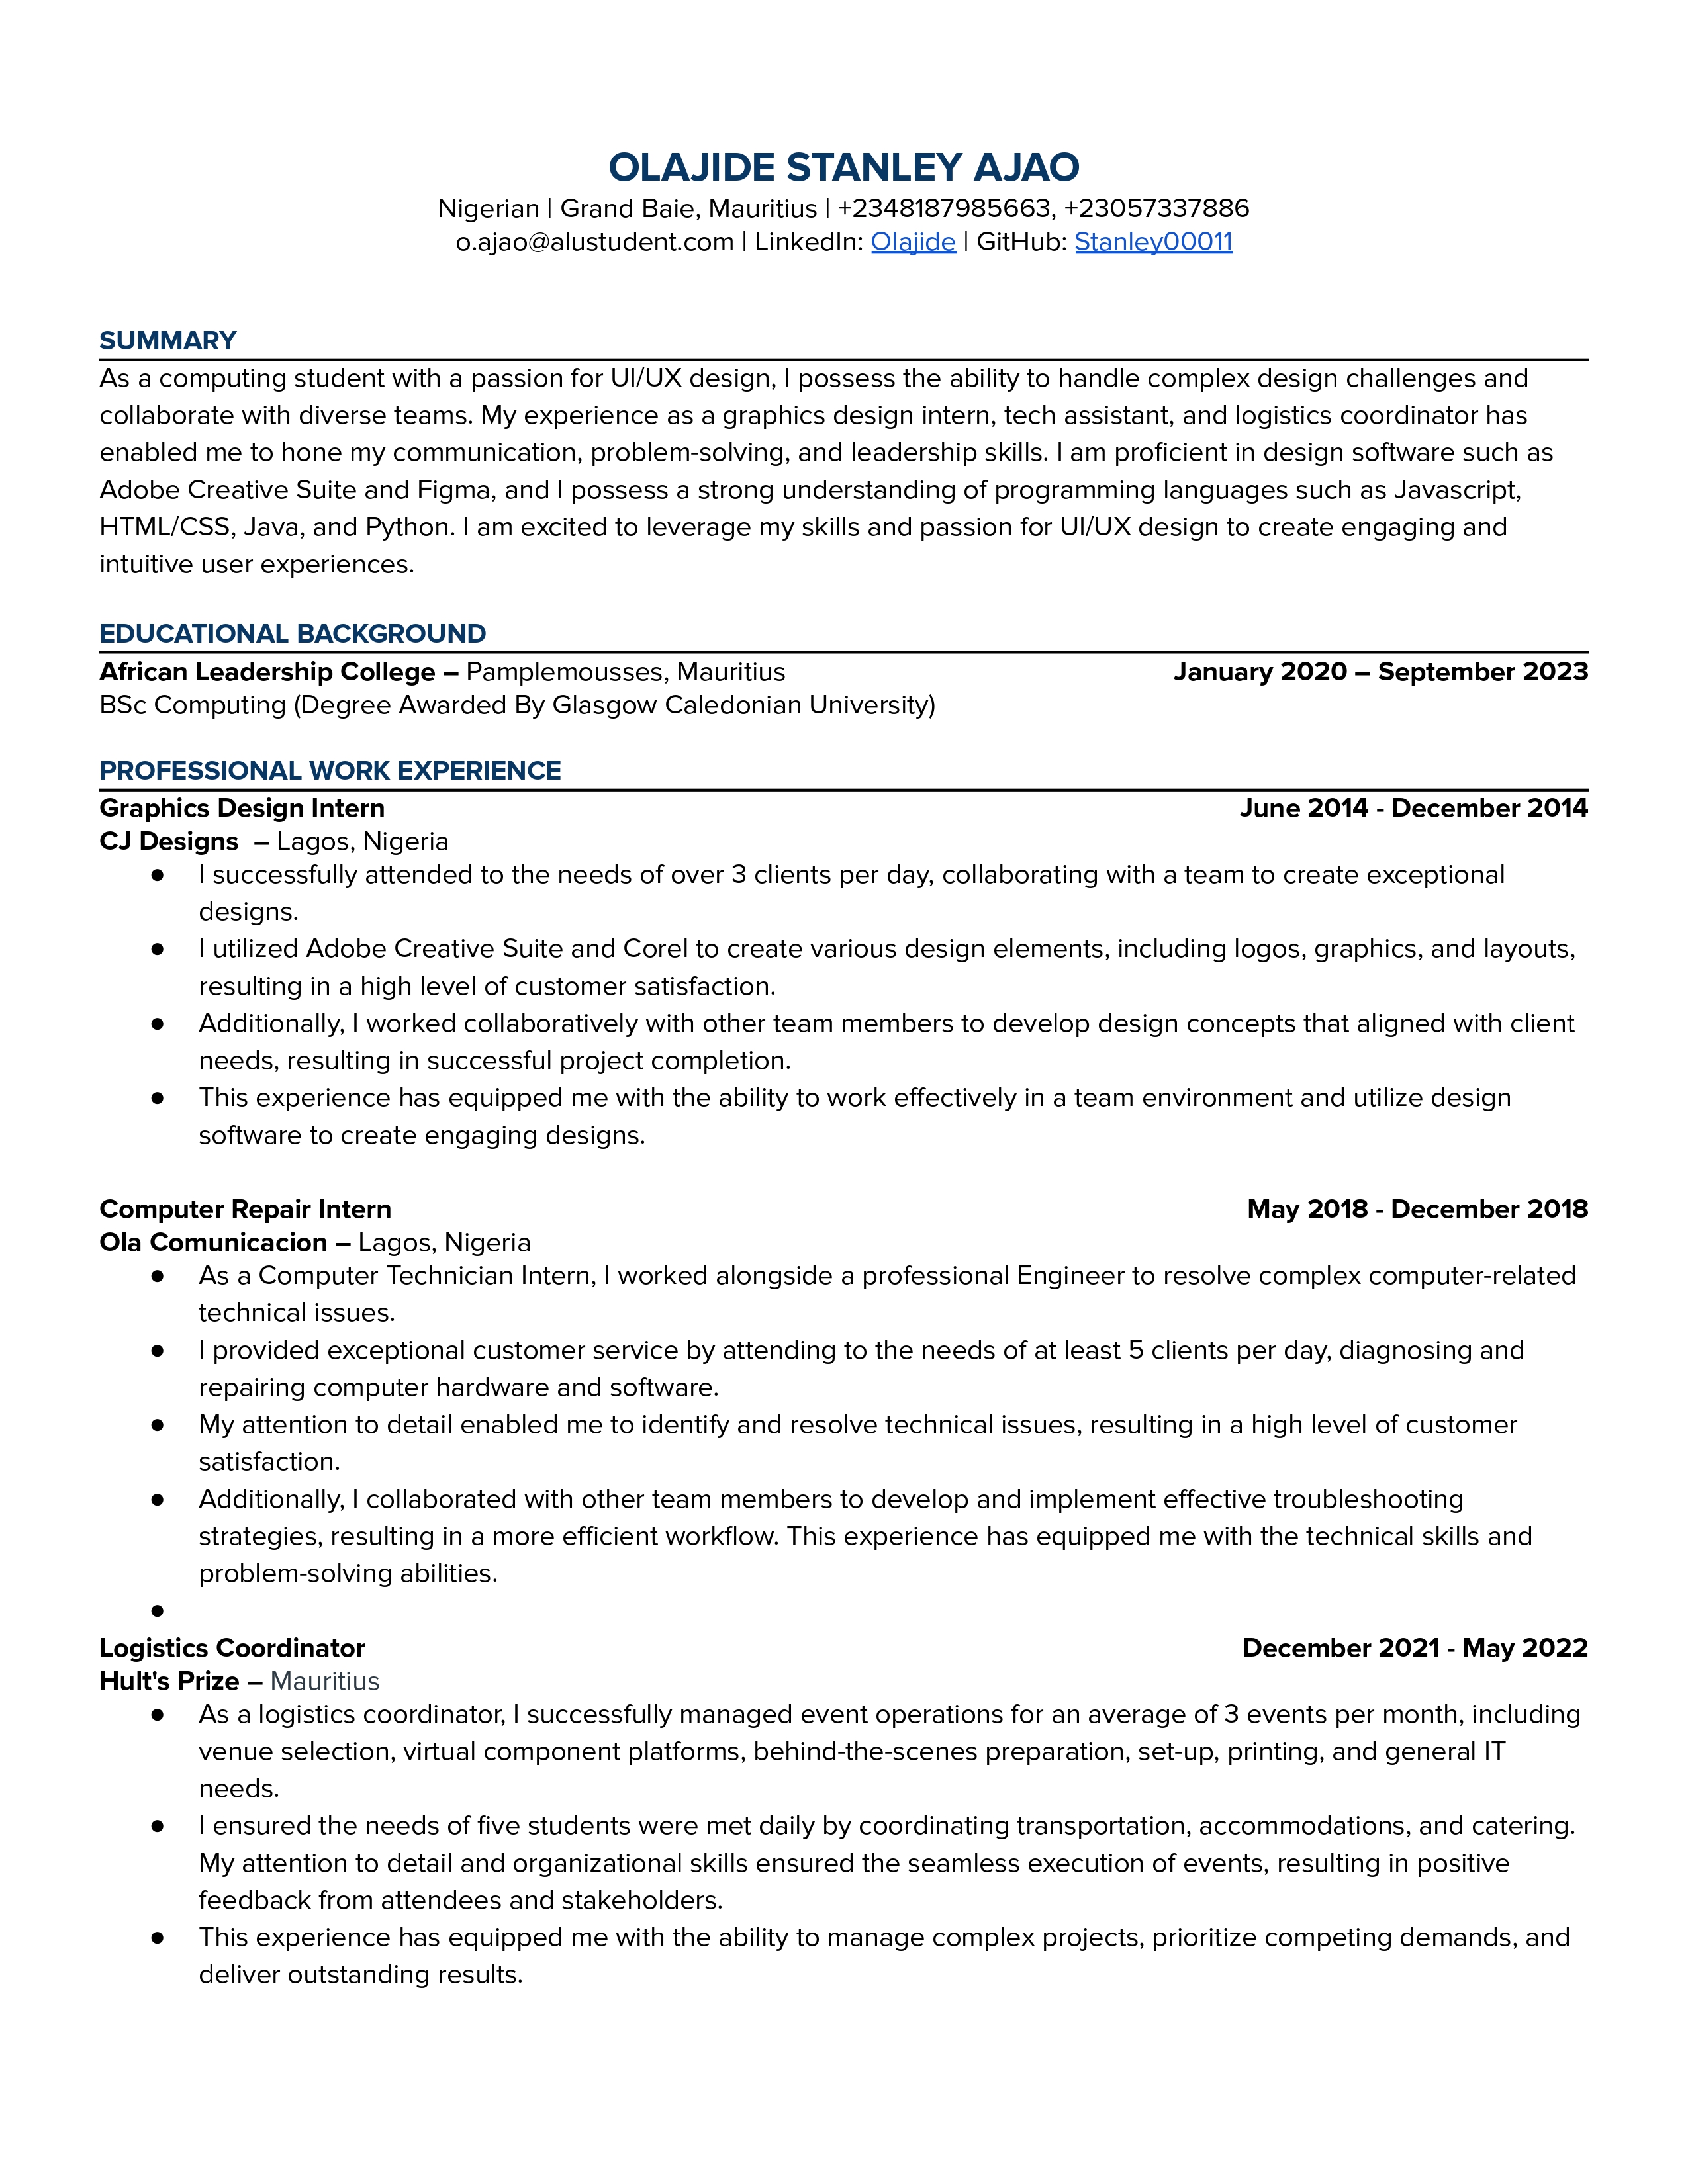 OLAJIDE STANLEY AJAO
Nigerian | Grand Baie, Mauritius | +2348187985663, +23057337886
o.ajao@alustudent.com | LinkedIn: Olajide | GitHub: Stanley00011
SUMMARY
As a computing student with a passion for UI/UX design, I possess the ability to handle complex design challenges and
collaborate with diverse teams. My experience as a graphics design intern, tech assistant, and logistics coordinator has
enabled me to hone my communication, problem-solving, and leadership skills. I am proficient in design software such as
Adobe Creative Suite and Figma, and I possess a strong understanding of programming languages such as Javascript,
HTML/CSS, Java, and Python. I am excited to leverage my skills and passion for UI/UX design to create engaging and
intuitive user experiences.
EDUCATIONAL BACKGROUND
African Leadership College – Pamplemousses, Mauritius January 2020 – September 2023
BSc Computing (Degree Awarded By Glasgow Caledonian University)
PROFESSIONAL WORK EXPERIENCE
Graphics Design Intern June 2014 - December 2014
CJ Designs – Lagos, Nigeria
● I successfully attended to the needs of over 3 clients per day, collaborating with a team to create exceptional
designs.
● I utilized Adobe Creative Suite and Corel to create various design elements, including logos, graphics, and layouts,
resulting in a high level of customer satisfaction.
● Additionally, I worked collaboratively with other team members to develop design concepts that aligned with client
needs, resulting in successful project completion.
● This experience has equipped me with the ability to work effectively in a team environment and utilize design
software to create engaging designs.
Computer Repair Intern May 2018 - December 2018
Ola Comunicacion – Lagos, Nigeria
● As a Computer Technician Intern, I worked alongside a professional Engineer to resolve complex computer-related
technical issues.
● I provided exceptional customer service by attending to the needs of at least 5 clients per day, diagnosing and
repairing computer hardware and software.
● My attention to detail enabled me to identify and resolve technical issues, resulting in a high level of customer
satisfaction.
● Additionally, I collaborated with other team members to develop and implement effective troubleshooting
strategies, resulting in a more efficient workflow. This experience has equipped me with the technical skills and
problem-solving abilities.
●
Logistics Coordinator December 2021 - May 2022
Hult's Prize – Mauritius
● As a logistics coordinator, I successfully managed event operations for an average of 3 events per month, including
venue selection, virtual component platforms, behind-the-scenes preparation, set-up, printing, and general IT
needs.
● I ensured the needs of five students were met daily by coordinating transportation, accommodations, and catering.
My attention to detail and organizational skills ensured the seamless execution of events, resulting in positive
feedback from attendees and stakeholders.
● This experience has equipped me with the ability to manage complex projects, prioritize competing demands, and
deliver outstanding results.